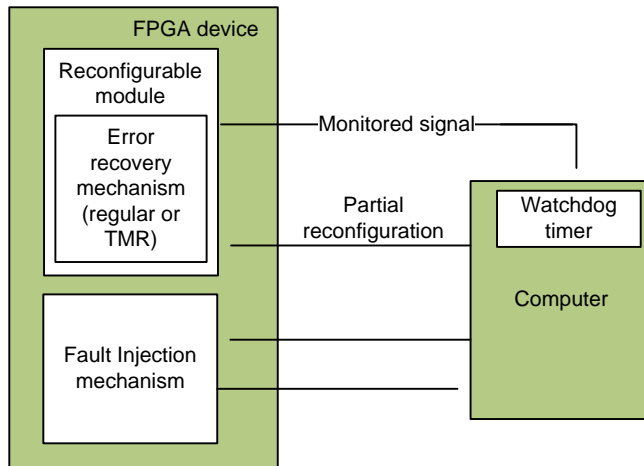 FPGA device
Reconfigurable
module
Error
recovery
mechanism
(regular or
TMR)
Monitored signal
Partial
reconfiguration
Watchdog
timer
Computer
Fault Injection
mechanism